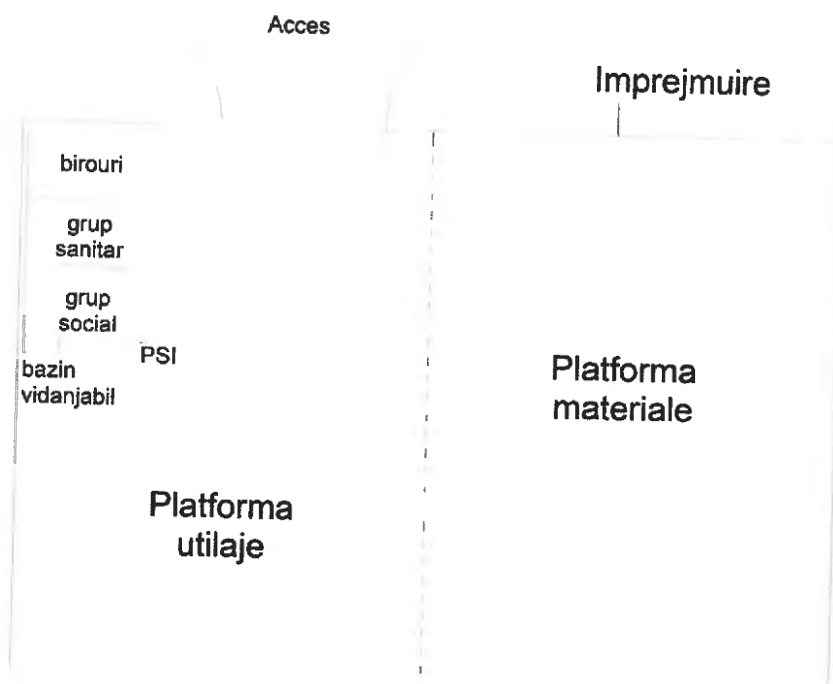 Acces
Imprejmuire
birouri
grup
sanitar
grup
social
PSI
bazin
vidanjabil
Platforma
materiale
Platforma
utilaje